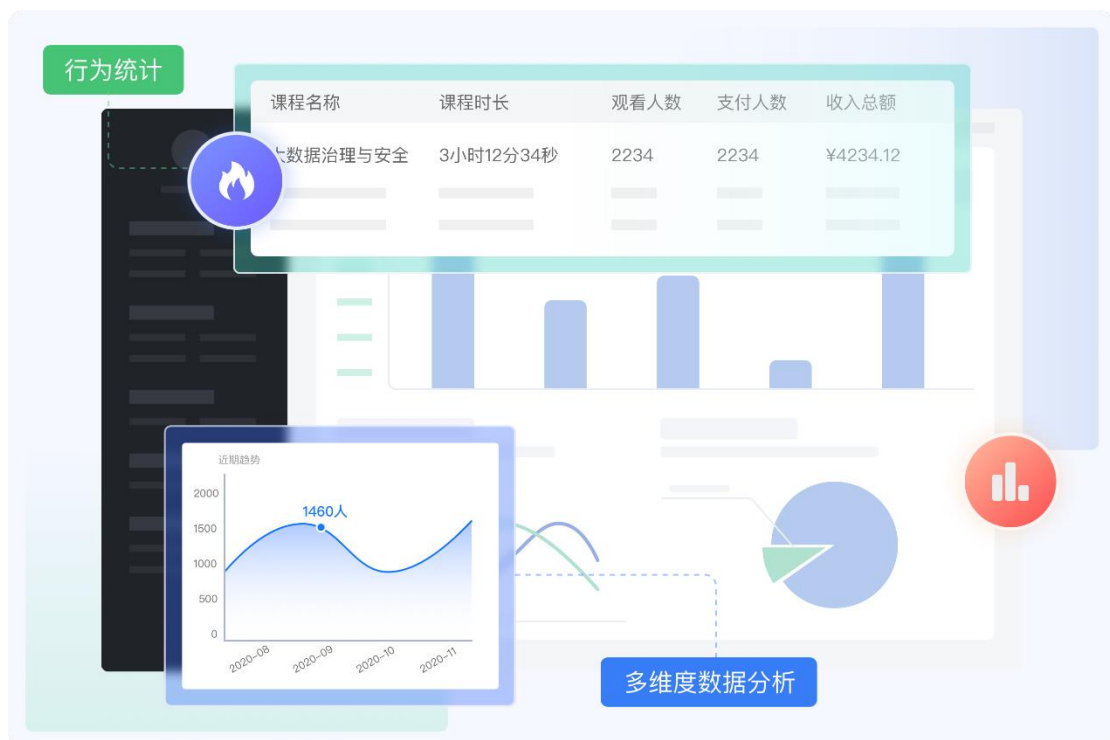 行为统计
课程名称 课程时长 观看人数 支付人数 收入总额
大数据治理与安全 3小时12分34秒 2234 2234 ¥4234.12
近期趋势
2000
1460人
1500
1000
500
0
2020-08 2020-09 2020-10 2020-11
多维度数据分析